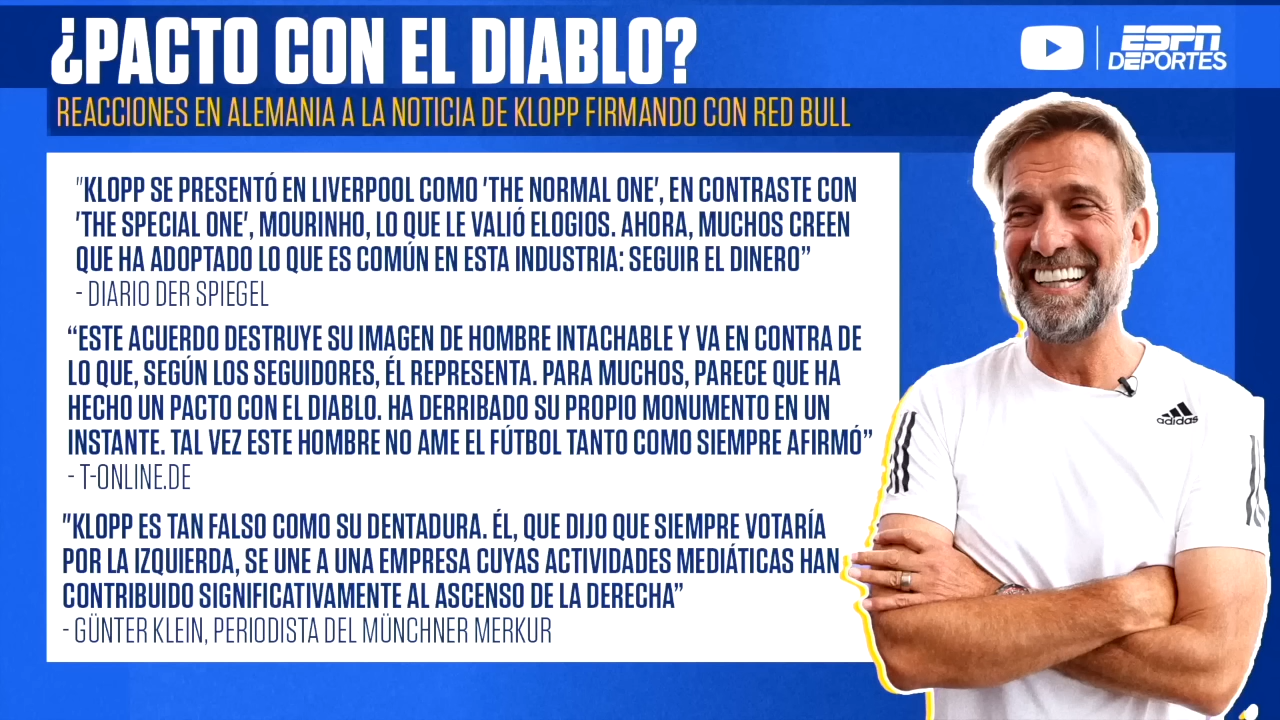 ¿PACTO CON EL DIABLO?
ESPN
DEPORTES
REACCIONES EN ALEMANIA A LA NOTICIA DE KLOPP FIRMANDO CON RED BULL
"KLOPP SE PRESENTÓ EN LIVERPOOL COMO 'THE NORMAL ONE', EN CONTRASTE CON
'THE SPECIAL ONE', MOURINHO, LO QUE LE VALIÓ ELOGIOS. AHORA, MUCHOS CREEN
QUE HA ADOPTADO LO QUE ES COMÚN EN ESTA INDUSTRIA: SEGUIR EL DINERO”
- DIARIO DER SPIEGEL
“ESTE ACUERDO DESTRUYE SU IMAGEN DE HOMBRE INTACHABLE Y VA EN CONTRA DE
LO QUE, SEGÚN LOS SEGUIDORES, ÉL REPRESENTA. PARA MUCHOS, PARECE QUE HA
HECHO UN PACTO CON EL DIABLO. HA DERRIBADO SU PROPIO MONUMENTO EN UN
INSTANTE. TAL VEZ ESTE HOMBRE NO AME EL FÚTBOL TANTO COMO SIEMPRE AFIRMÓ”
- T-ONLINE.DE
"KLOPP ES TAN FALSO COMO SU DENTADURA. ÉL, QUE DIJO QUE SIEMPRE VOTARÍA
POR LA IZQUIERDA, SE UNE A UNA EMPRESA CUYAS ACTIVIDADES MEDIÁTICAS HAN
CONTRIBUIDO SIGNIFICATIVAMENTE AL ASCENSO DE LA DERECHA”
- GÜNTER KLEIN, PERIODISTA DEL MÜNCHNER MERKUR
adidas